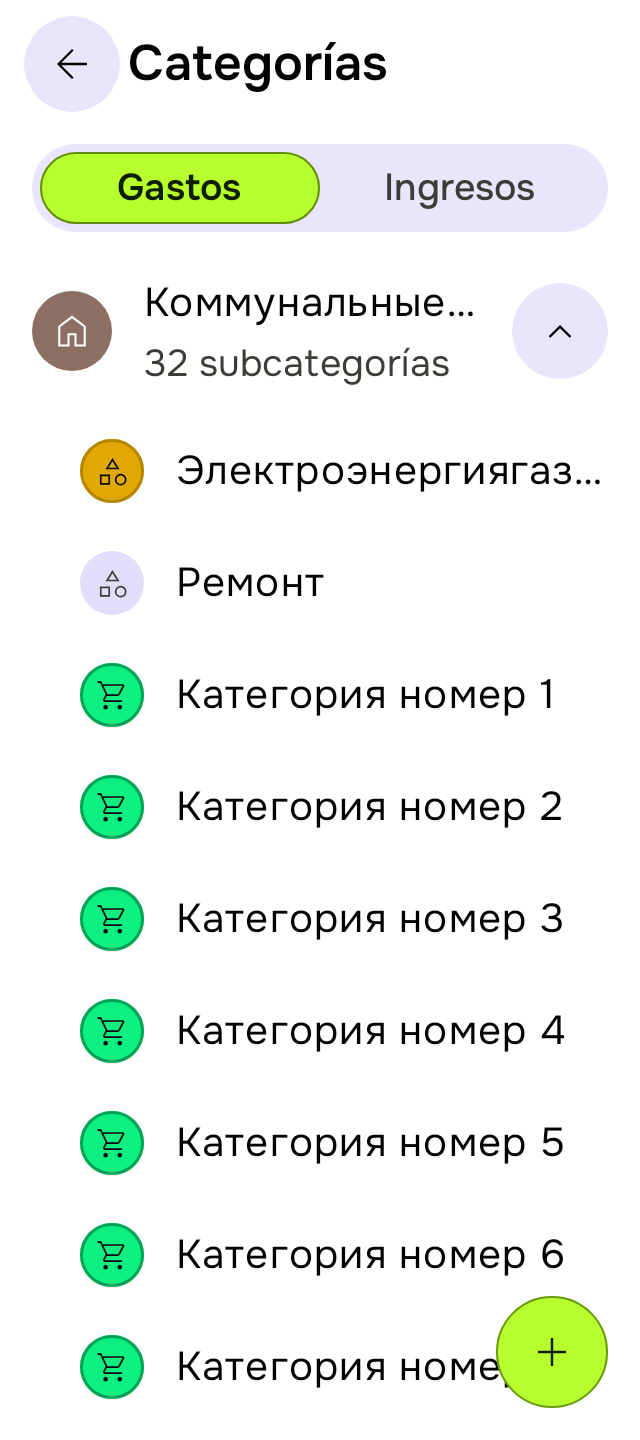 Categorías
Gastos
Ingresos
Коммунальные...
32 subcategorías
Электроэнергиягаз...
Ремонт
Категория номер 1
Категория номер 2
Категория номер 3
Категория номер 4
Категория номер 5
Категория номер 6
Категория